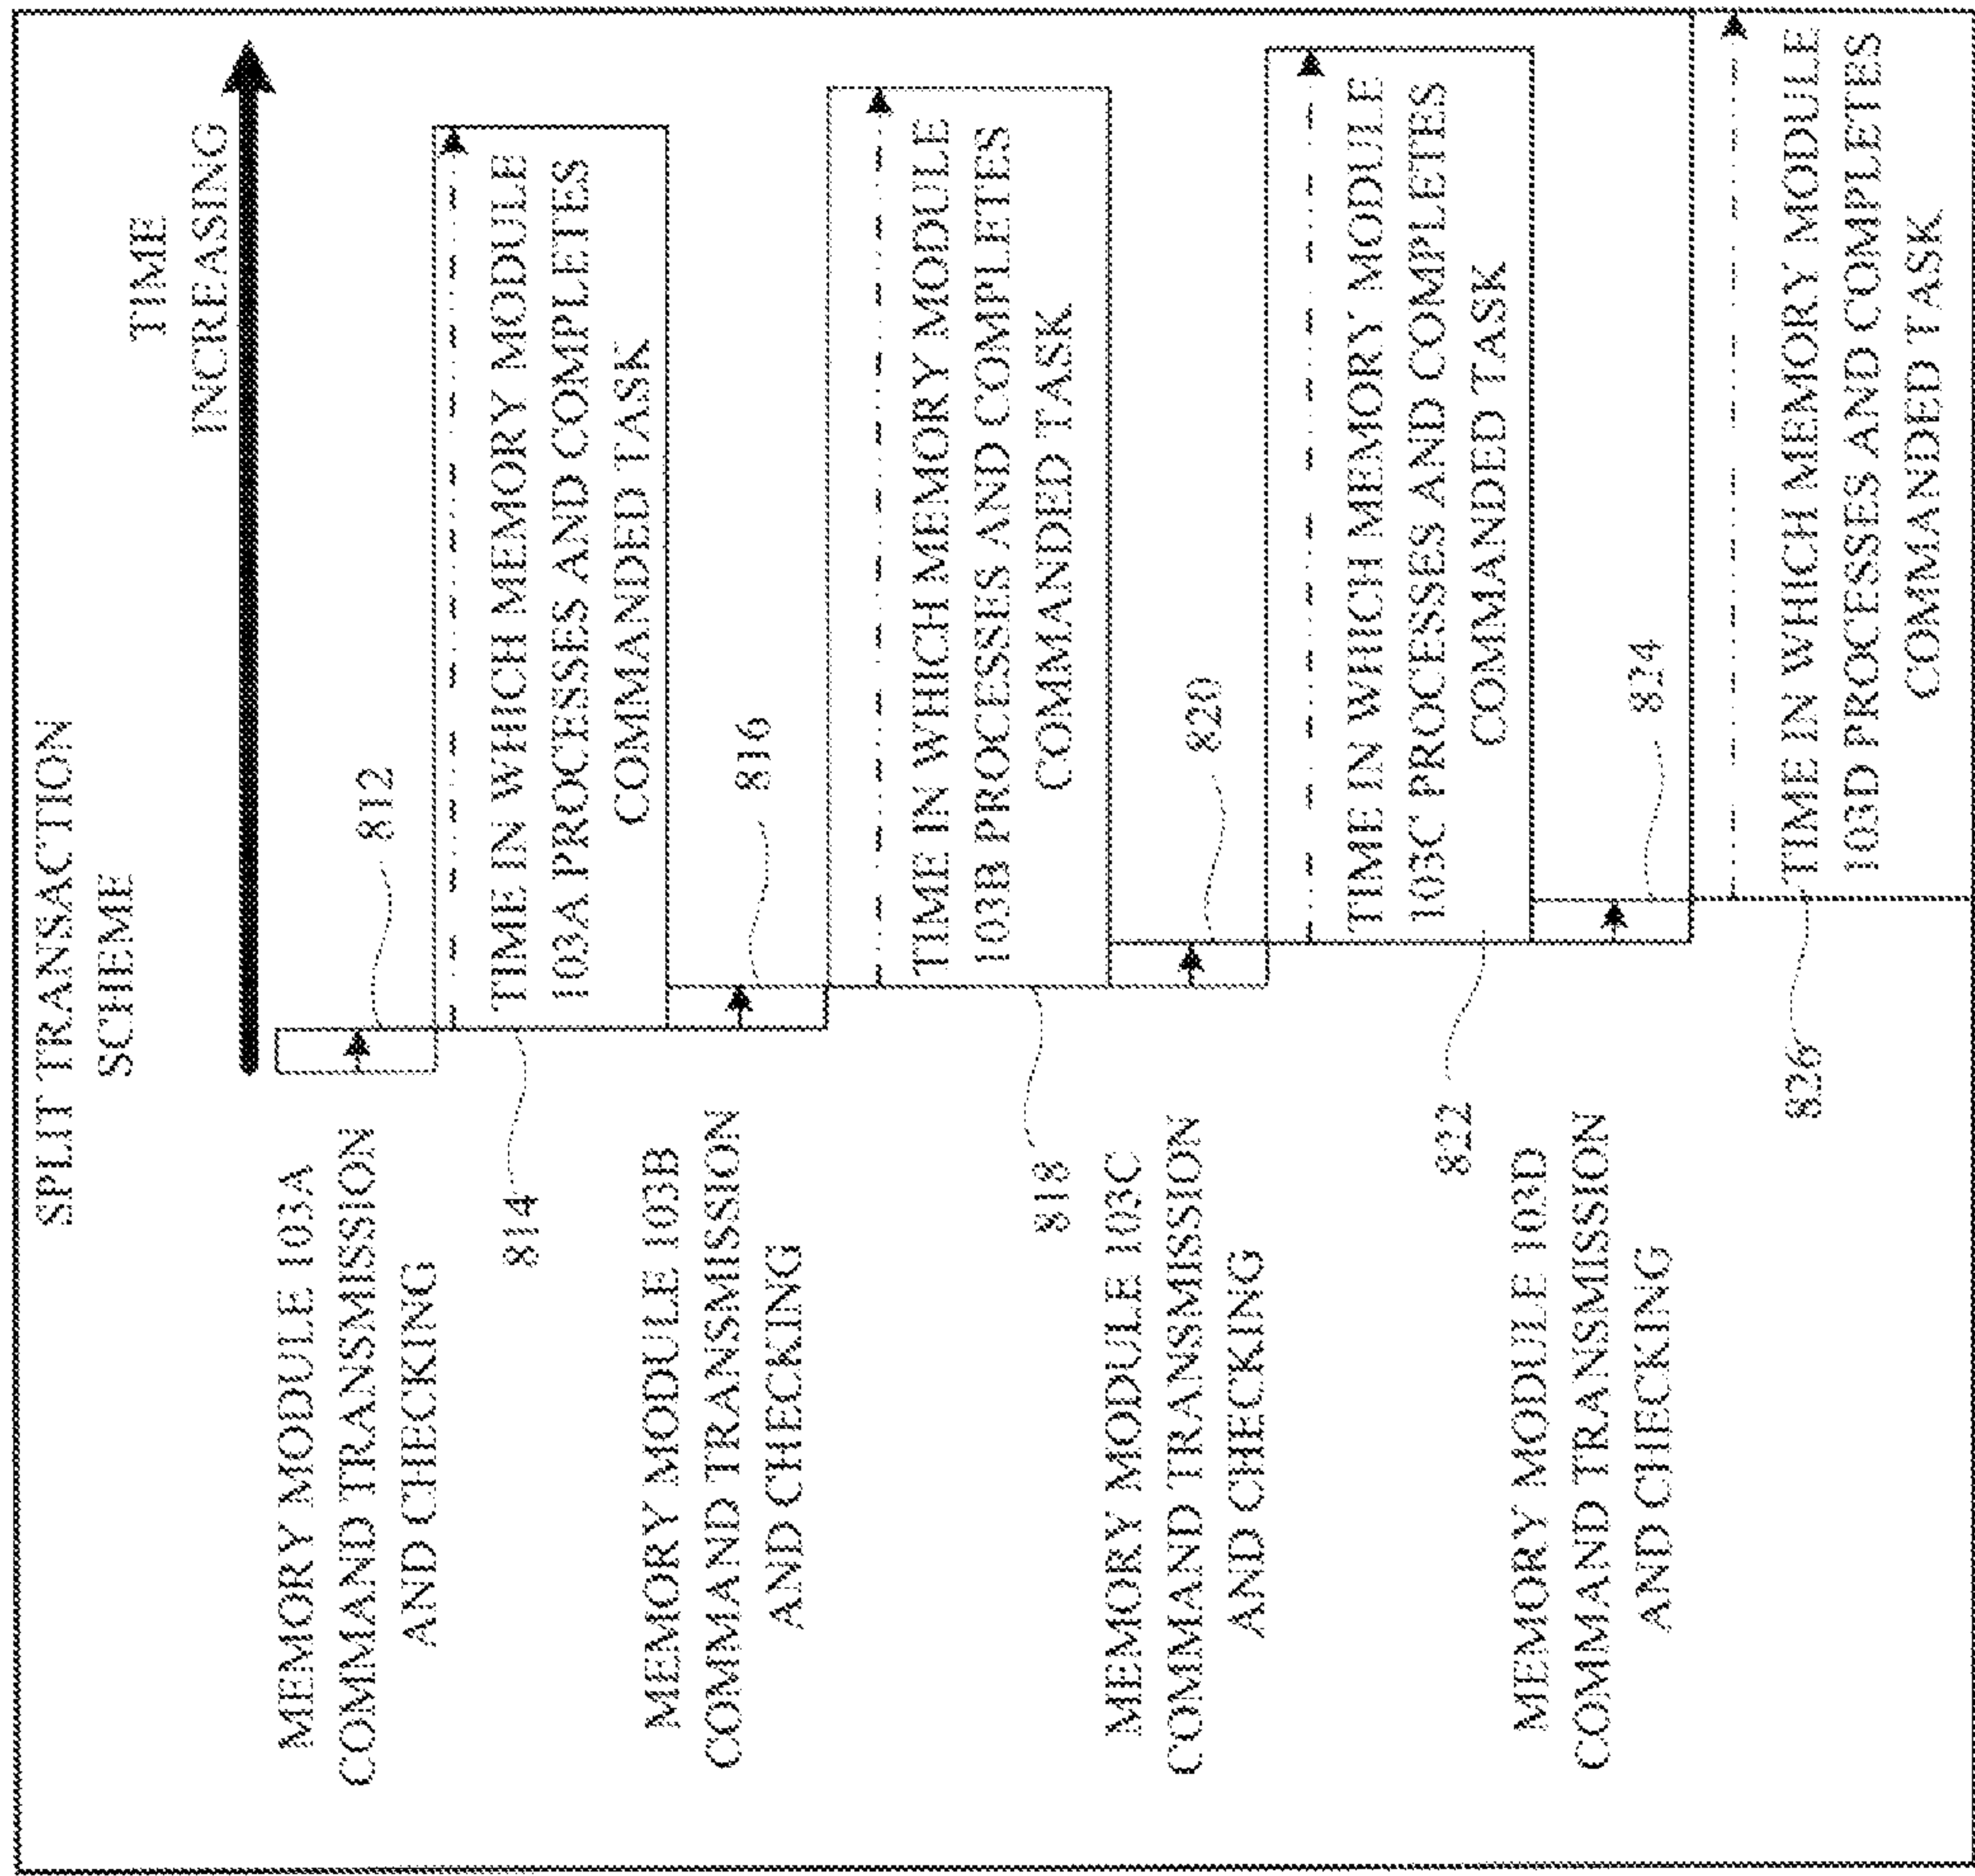 SPLIT TRANSACTION
SCHEME
TIME
INCREASING
MEMORY MODULE 103A
COMMAND TRANSMISSION
AND CHECKING
812
814
TIME IN WHICH MEMORY MODULE
103A PROCESSES AND COMPLETES
COMMANDED TASK
MEMORY MODULE 103B
COMMAND TRANSMISSION
AND CHECKING
816
818
TIME IN WHICH MEMORY MODULE
103B PROCESSES AND COMPLETES
COMMANDED TASK
MEMORY MODULE 103C
COMMAND TRANSMISSION
AND CHECKING
820
822
TIME IN WHICH MEMORY MODULE
103C PROCESSES AND COMPLETES
COMMANDED TASK
MEMORY MODULE 103D
COMMAND TRANSMISSION
AND CHECKING
824
826
TIME IN WHICH MEMORY MODULE
103D PROCESSES AND COMPLETES
COMMANDED TASK